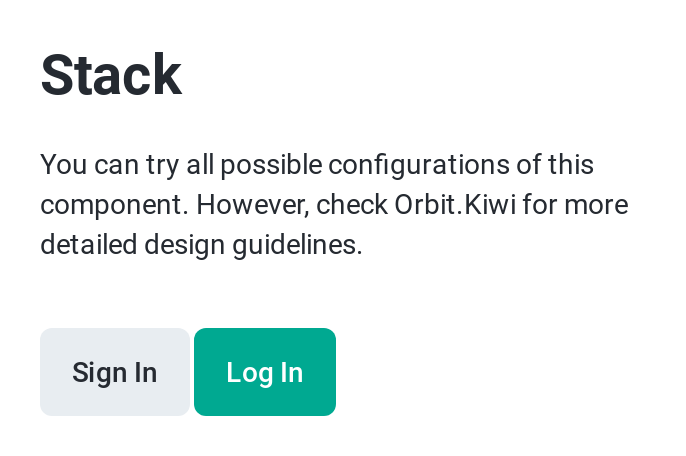 Stack
You can try all possible configurations of this
component. However, check Orbit.Kiwi for more
detailed design guidelines.
Sign In Log In